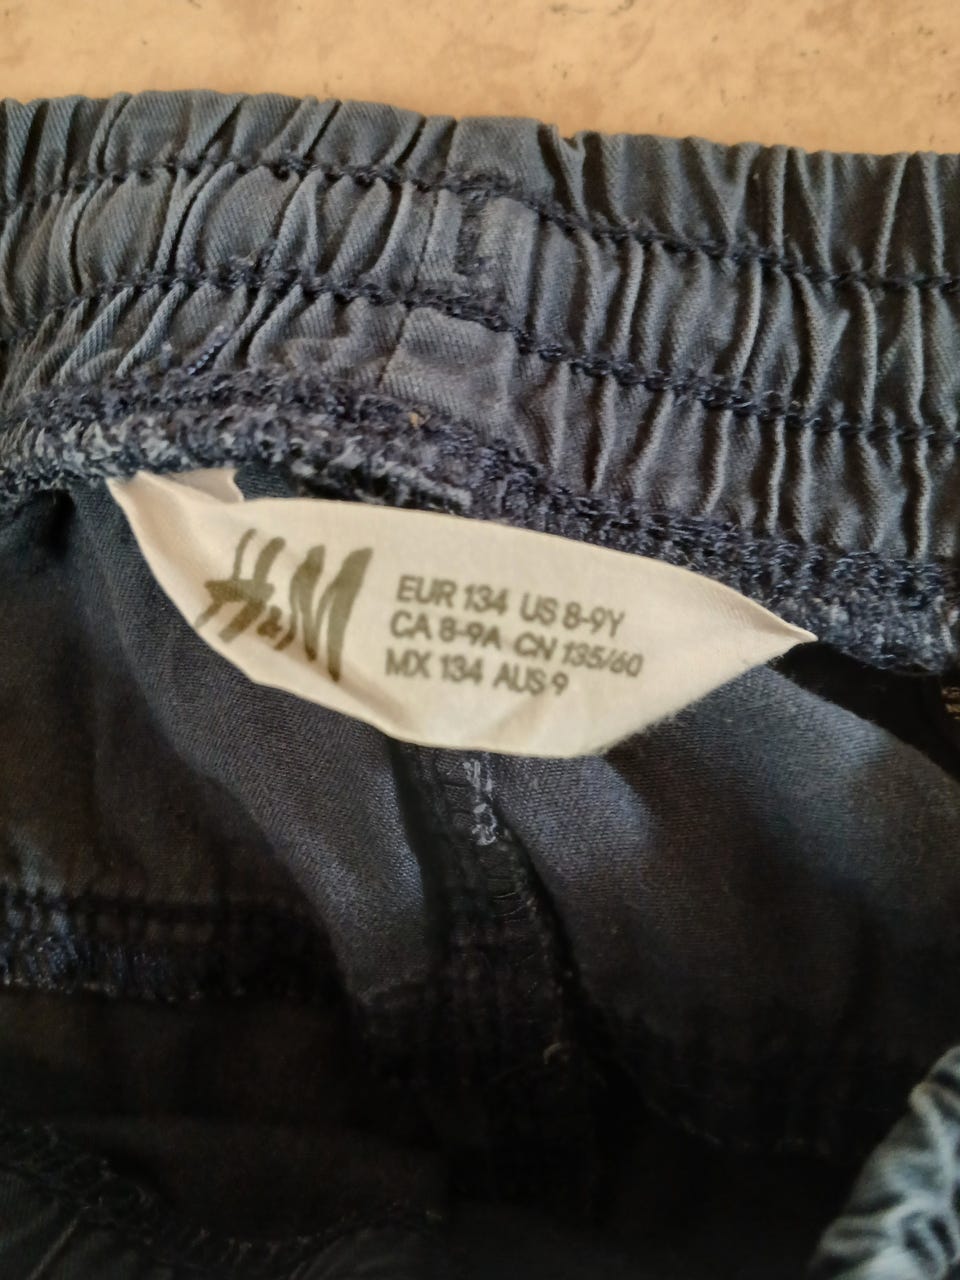 H&M
EUR 134 US 8-9Y
CA 8-9A CN 135/60
MX 134 AUS 9